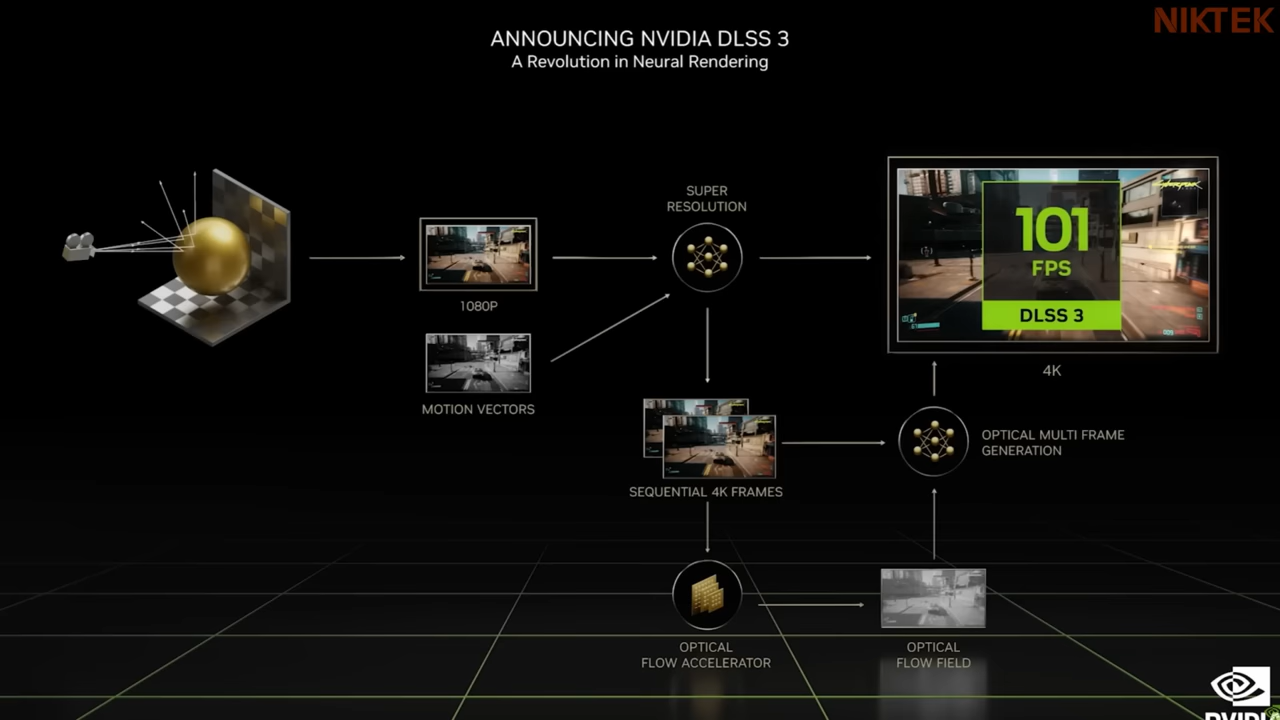 NIKTEK
ANNOUNCING NVIDIA DLSS 3
A Revolution in Neural Rendering
SUPER
RESOLUTION
101
FPS
DLSS 3
1080P
4K
MOTION VECTORS
OPTICAL MULTI FRAME
GENERATION
SEQUENTIAL 4K FRAMES
OPTICAL
FLOW ACCELERATOR
OPTICAL
FLOW FIELD